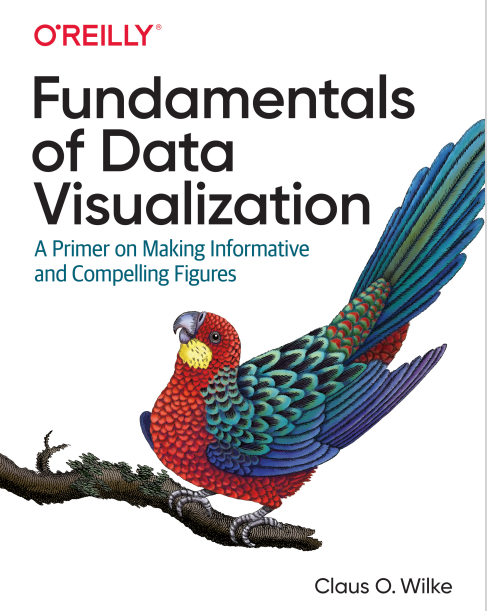 O'REILLY®
Fundamentals
of Data
Visualization
A Primer on Making Informative
and Compelling Figures
Claus O. Wilke